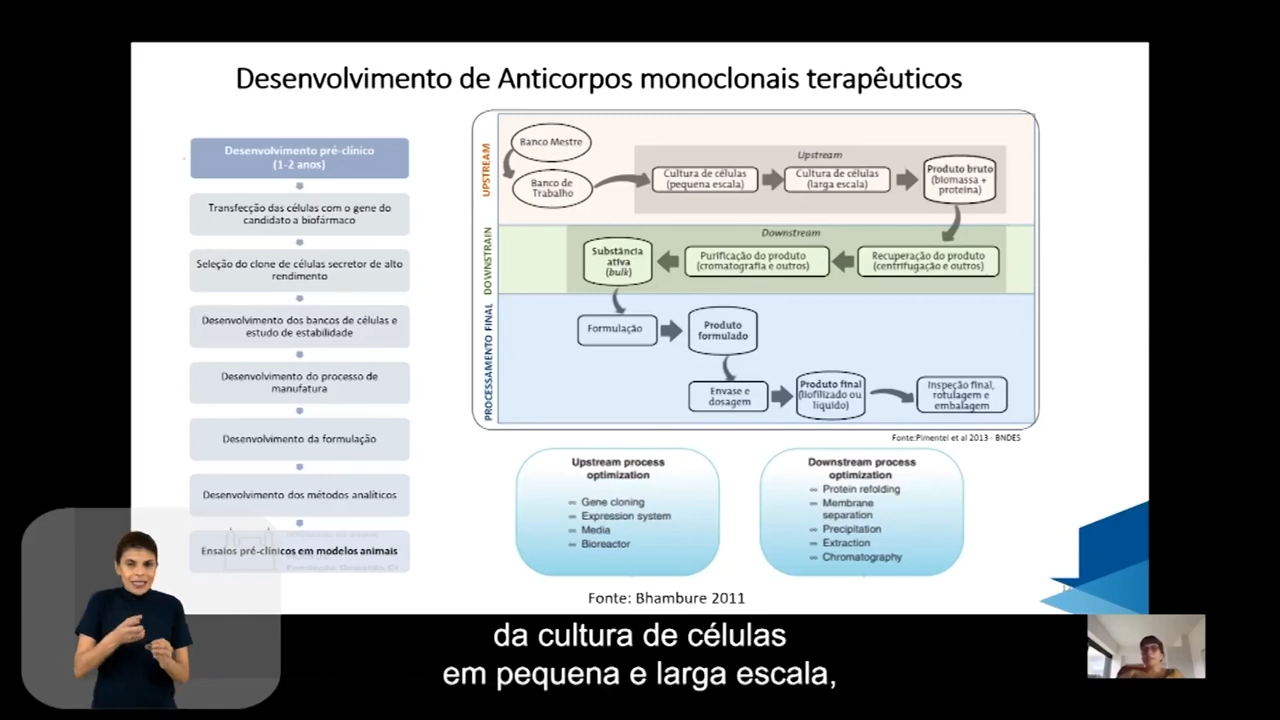 Desenvolvimento de Anticorpos monoclonais terapêuticos
Desenvolvimento pré-clínico
(1-2 anos)
Transfecção das células com o gene do
candidato a biofármaco
Seleção do clone de células secretor de alto
rendimento
Desenvolvimento dos bancos de células e
estudo de estabilidade
Desenvolvimento do processo de
manufatura
Desenvolvimento da formulação
Desenvolvimento dos métodos analíticos
Ensaios pré-clínicos em modelos animais
UPSTREAM
Banco Mestre
Banco de
Trabalho
Upstream
Cultura de células
(pequena escala)
Cultura de células
(larga escala)
Produto bruto
(biomassa +
proteína)
DOWNSTRAIN
Downstream
Substância
ativa
(bulk)
Purificação do produto
(cromatografia e outros)
Recuperação do produto
(centrifugação e outros)
PROCESSAMENTO FINAL
Formulação
Produto
formulado
Envase e
dosagem
Produto final
(liofilizado ou
líquido)
Inspeção final,
rotulagem e
embalagem
Fonte:Pimentel et al 2013 - BNDES
Upstream process
optimization
∞ Gene cloning
∞ Expression system
∞ Media
∞ Bioreactor
Downstream process
optimization
∞ Protein refolding
∞ Membrane
separation
∞ Precipitation
∞ Extraction
∞ Chromatography
Fonte: Bhambure 2011
da cultura de células
em pequena e larga escala,